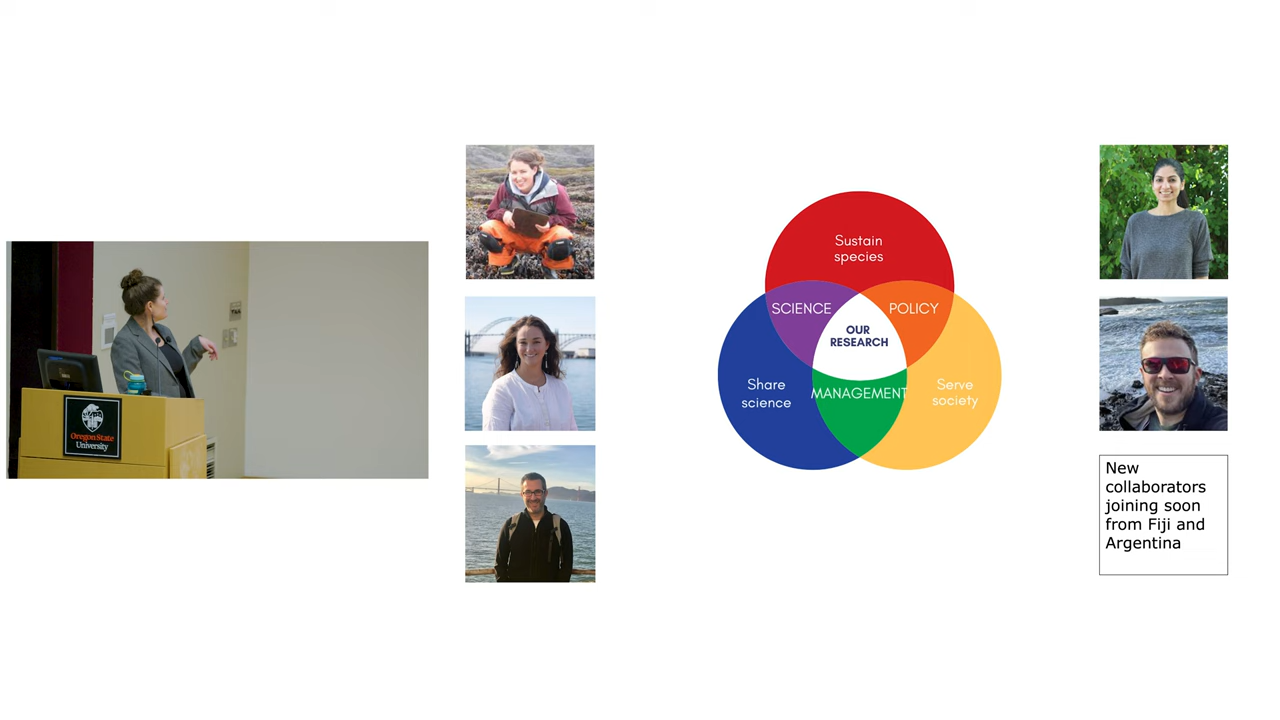 Oregon State
University
Sustain
species
SCIENCE
POLICY
OUR
RESEARCH
Share
science
MANAGEMENT
Serve
society
New
collaborators
joining soon
from Fiji and
Argentina